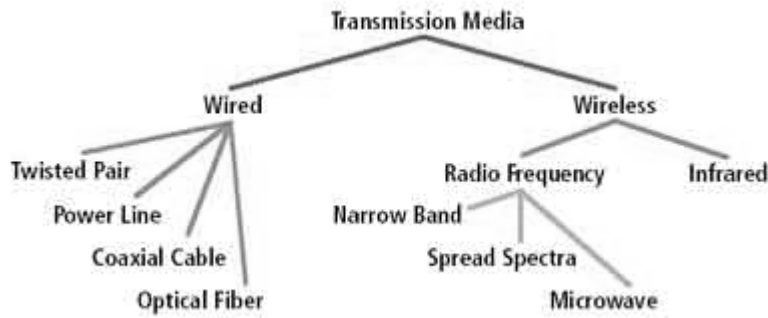 Transmission Media
Wired
Wireless
Twisted Pair
Power Line
Coaxial Cable
Optical Fiber
Radio Frequency
Infrared
Narrow Band
Spread Spectra
Microwave